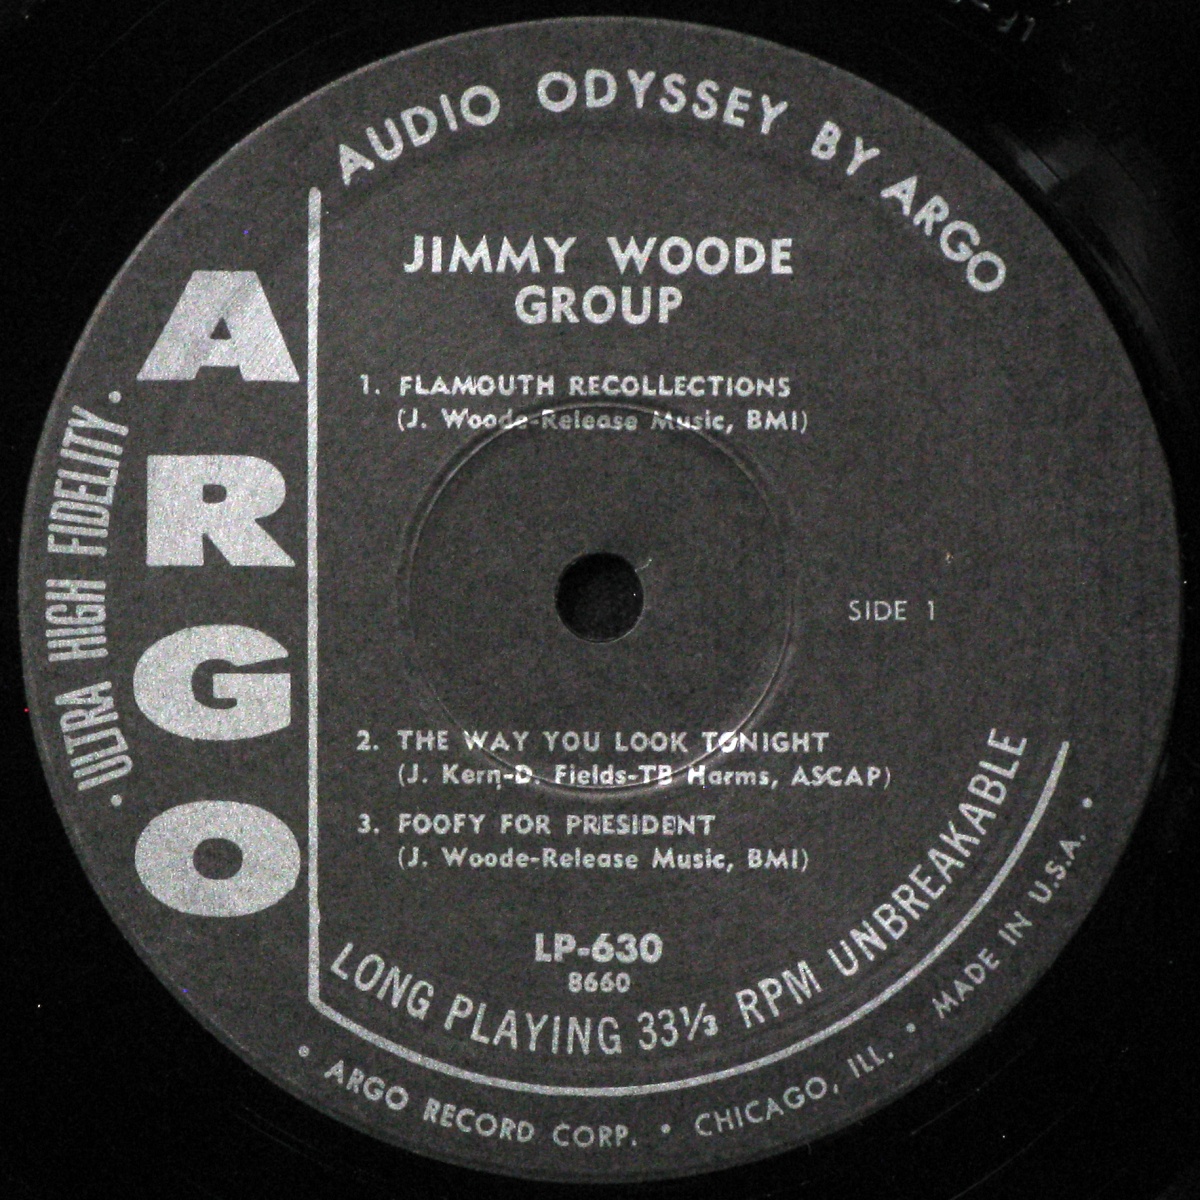 AUDIO ODYSSEY BY ARGO
JIMMY WOODE
GROUP
1. FLAMOUTH RECOLLECTIONS
(J. Woode-Release Music, BMI)
SIDE 1
2. THE WAY YOU LOOK TONIGHT
(J. Kern-D. Fields-TB Harms, ASCAP)
3. FOOFY FOR PRESIDENT
(J. Woode-Release Music, BMI)
LP-630
8660
LONG PLAYING 33⅓ RPM UNBREAKABLE
ARGO
• ULTRA HIGH FIDELITY •
• ARGO RECORD CORP. • CHICAGO, ILL. • MADE IN U.S.A. •